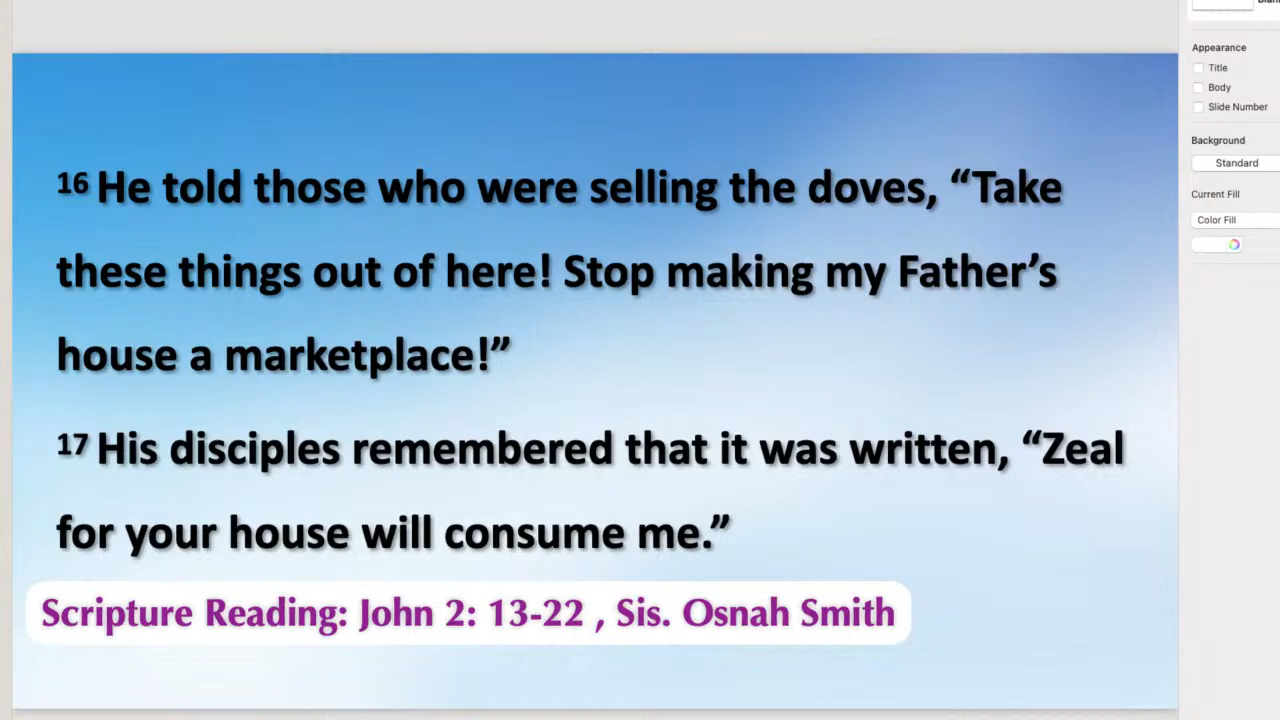 16 He told those who were selling the doves, “Take
these things out of here! Stop making my Father’s
house a marketplace!”
17 His disciples remembered that it was written, “Zeal
for your house will consume me.”
Scripture Reading: John 2: 13-22 , Sis. Osnah Smith
Appearance
Title
Body
Slide Number
Background
Standard
Current Fill
Color Fill